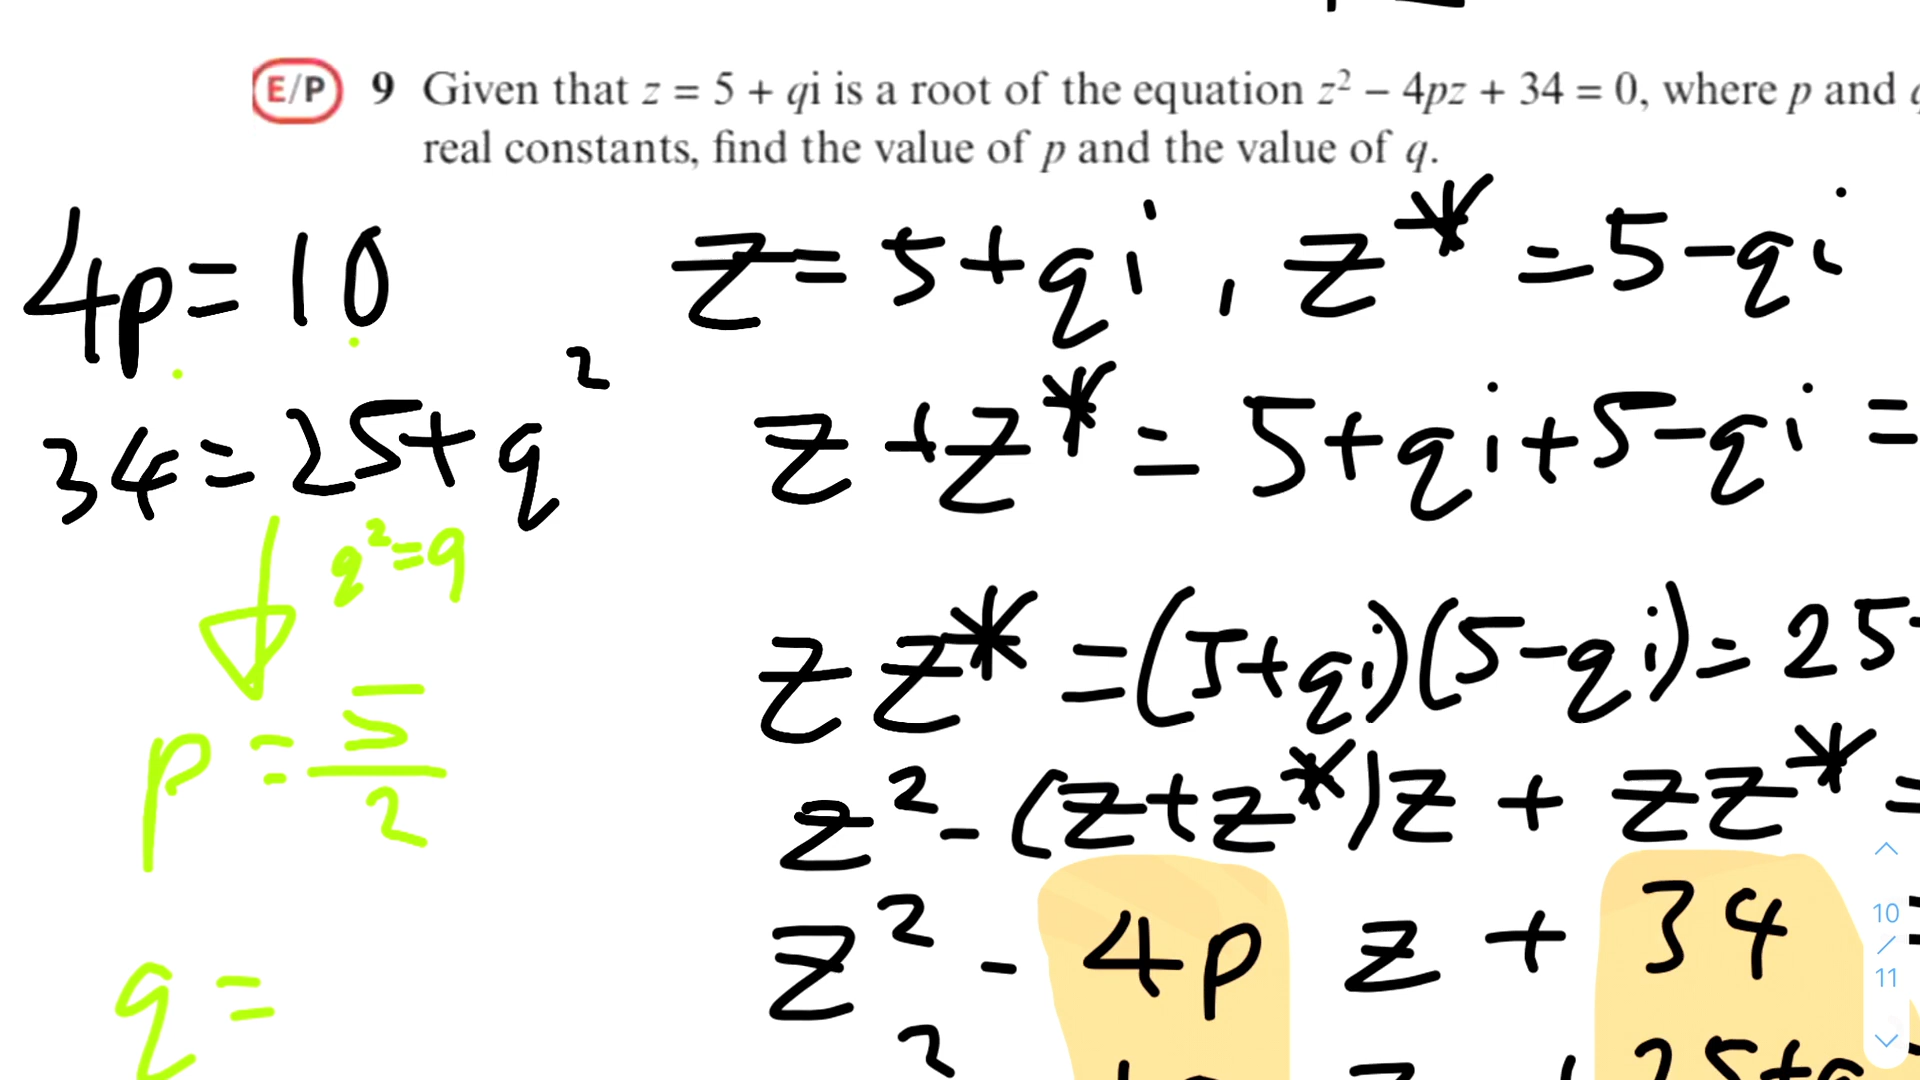 E/P 9 Given that z = 5 + qi is a root of the equation z² − 4pz + 34 = 0, where p and
real constants, find the value of p and the value of q.
4p = 10
34 = 25 + q²
q² = 9
p = 5/2
q =
z = 5 + qi , z* = 5 − qi
z + z* = 5 + qi + 5 − qi =
zz* = (5 + qi)(5 − qi) = 25
z² − (z + z*)z + zz* =
z² − 4p z + 34 =
10
/
11